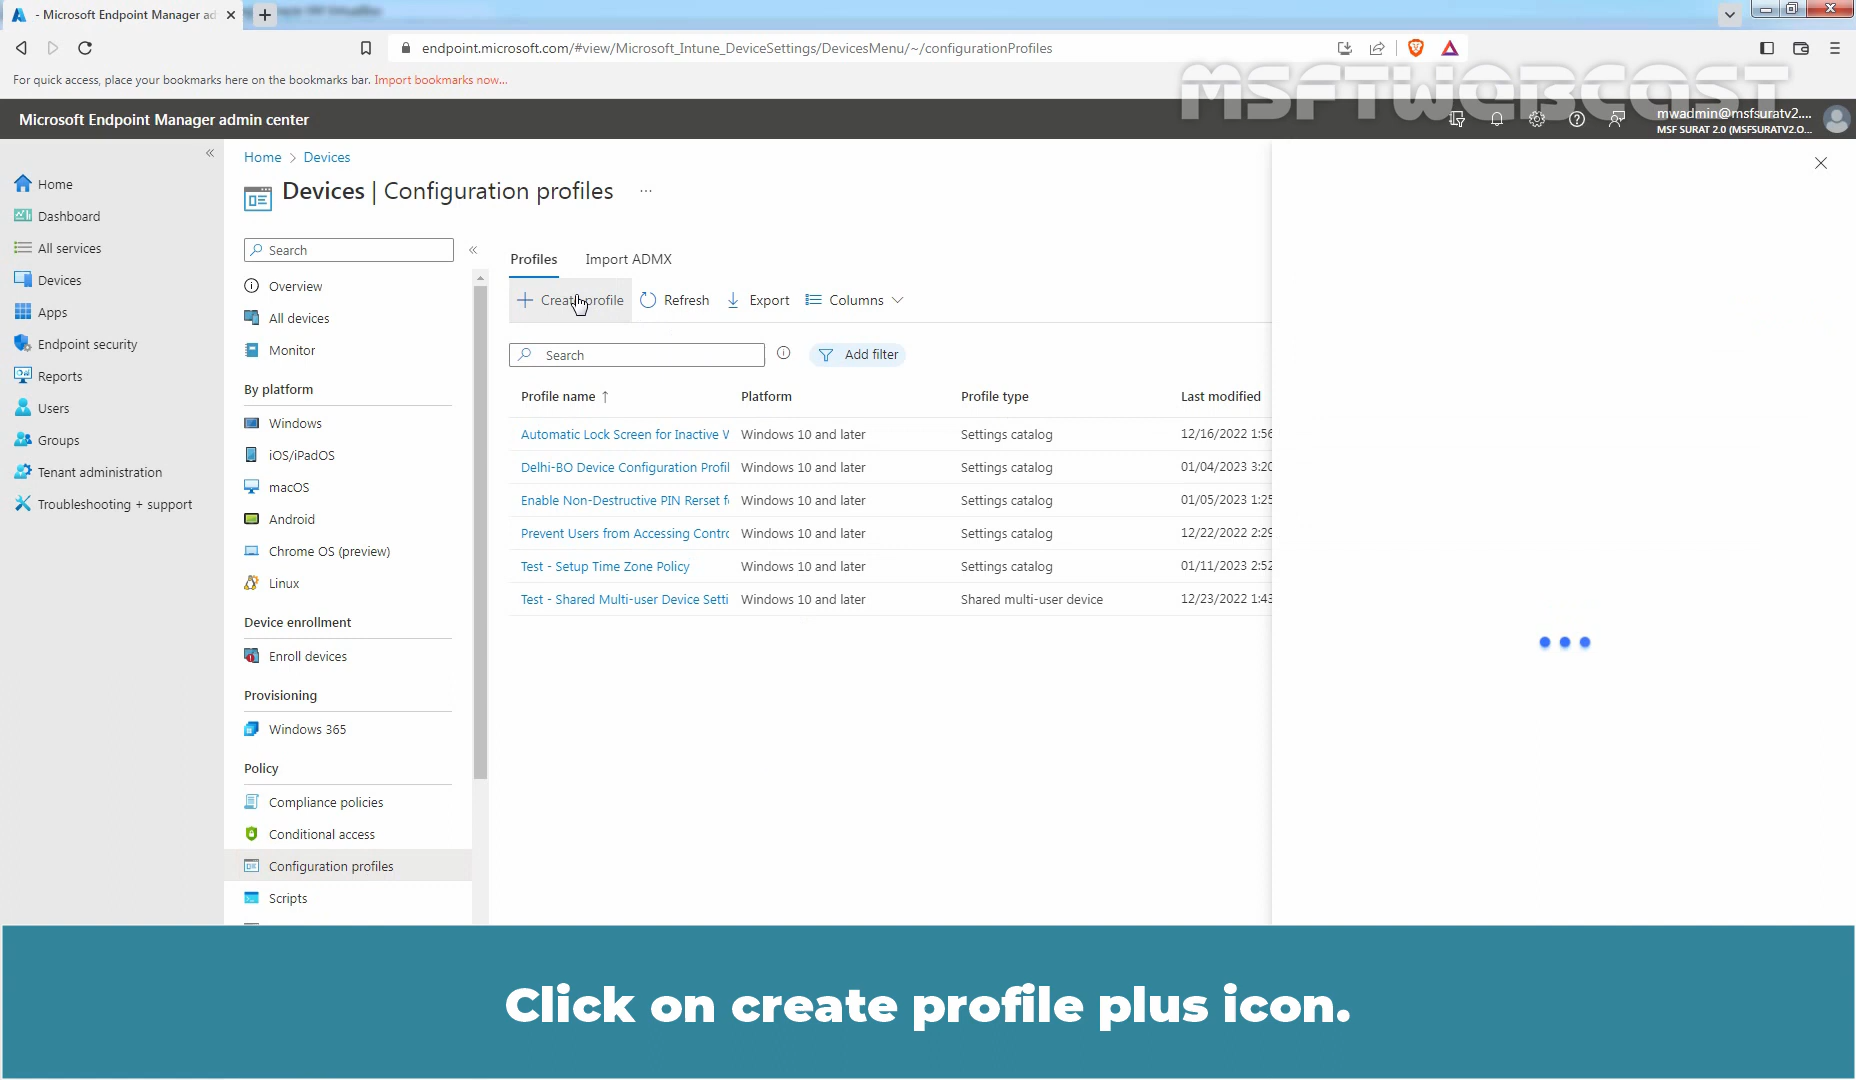 - Microsoft Endpoint Manager ad
endpoint.microsoft.com/#view/Microsoft_Intune_DeviceSettings/DevicesMenu/~/configurationProfiles
For quick access, place your bookmarks here on the bookmarks bar. Import bookmarks now...
MSFTWEBCAST
Microsoft Endpoint Manager admin center
mwadmin@msfsuratv2....
MSF SURAT 2.0 (MSFSURATV2.O...
Home > Devices
Devices | Configuration profiles ...
Home
Dashboard
All services
Devices
Apps
Endpoint security
Reports
Users
Groups
Tenant administration
Troubleshooting + support
Search
Overview
All devices
Monitor
By platform
Windows
iOS/iPadOS
macOS
Android
Chrome OS (preview)
Linux
Device enrollment
Enroll devices
Provisioning
Windows 365
Policy
Compliance policies
Conditional access
Configuration profiles
Scripts
Profiles Import ADMX
Create profile Refresh Export Columns
Search Add filter
Profile name ↑ Platform Profile type Last modified
Automatic Lock Screen for Inactive W Windows 10 and later Settings catalog 12/16/2022 1:56
Delhi-BO Device Configuration Profil Windows 10 and later Settings catalog 01/04/2023 3:20
Enable Non-Destructive PIN Rerset f Windows 10 and later Settings catalog 01/05/2023 1:25
Prevent Users from Accessing Contro Windows 10 and later Settings catalog 12/22/2022 2:29
Test - Setup Time Zone Policy Windows 10 and later Settings catalog 01/11/2023 2:52
Test - Shared Multi-user Device Setti Windows 10 and later Shared multi-user device 12/23/2022 1:43
Click on create profile plus icon.